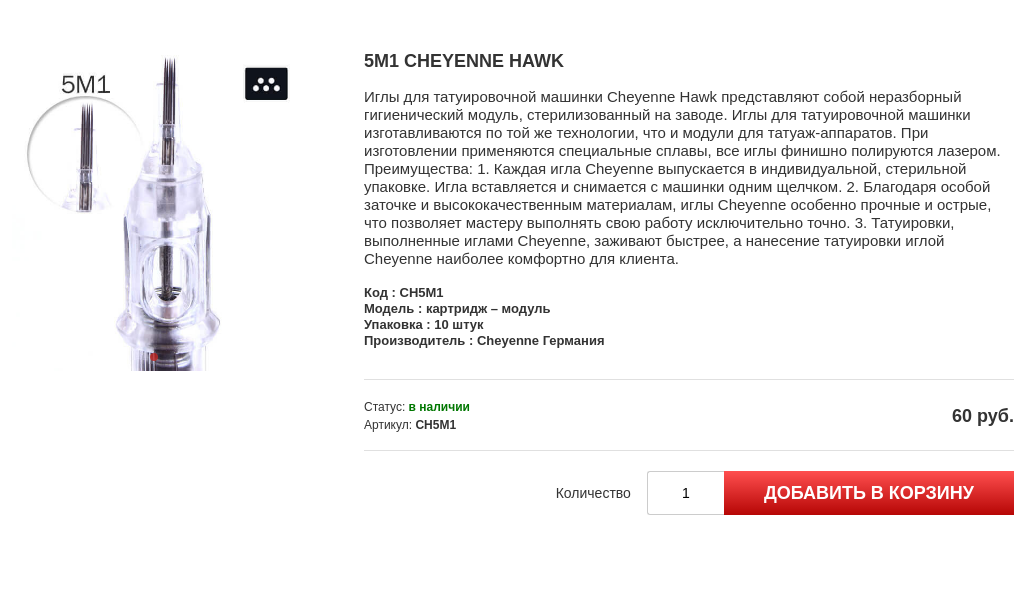 5M1
5M1 CHEYENNE HAWK
Иглы для татуировочной машинки Cheyenne Hawk представляют собой неразборный
гигиенический модуль, стерилизованный на заводе. Иглы для татуировочной машинки
изготавливаются по той же технологии, что и модули для татуаж-аппаратов. При
изготовлении применяются специальные сплавы, все иглы финишно полируются лазером.
Преимущества: 1. Каждая игла Cheyenne выпускается в индивидуальной, стерильной
упаковке. Игла вставляется и снимается с машинки одним щелчком. 2. Благодаря особой
заточке и высококачественным материалам, иглы Cheyenne особенно прочные и острые,
что позволяет мастеру выполнять свою работу исключительно точно. 3. Татуировки,
выполненные иглами Cheyenne, заживают быстрее, а нанесение татуировки иглой
Cheyenne наиболее комфортно для клиента.
Код : CH5M1
Модель : картридж – модуль
Упаковка : 10 штук
Производитель : Cheyenne Германия
Статус: в наличии
Артикул: CH5M1
60 руб.
Количество 1 ДОБАВИТЬ В КОРЗИНУ